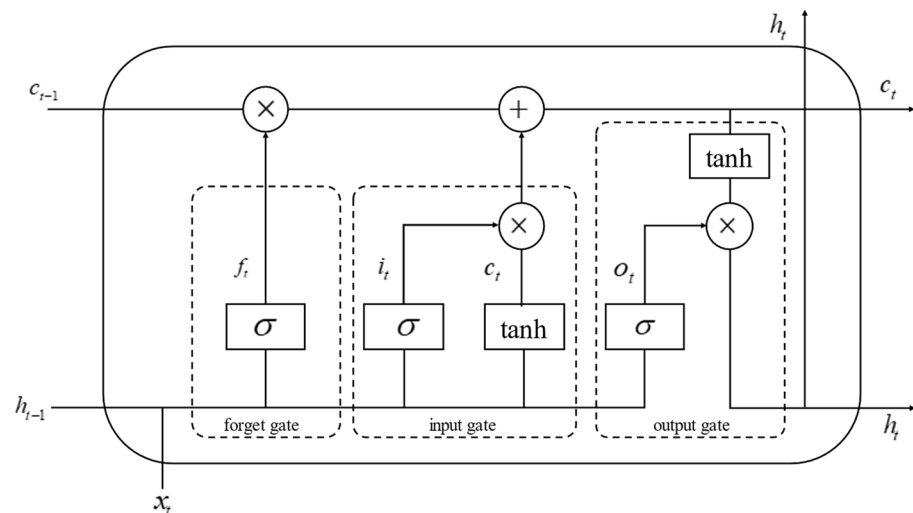 h_t
c_{t-1}
×
+
c_t
tanh
×
×
f_t
i_t
c_t
o_t
σ
σ
tanh
σ
h_{t-1}
forget gate
input gate
output gate
h_t
x_t